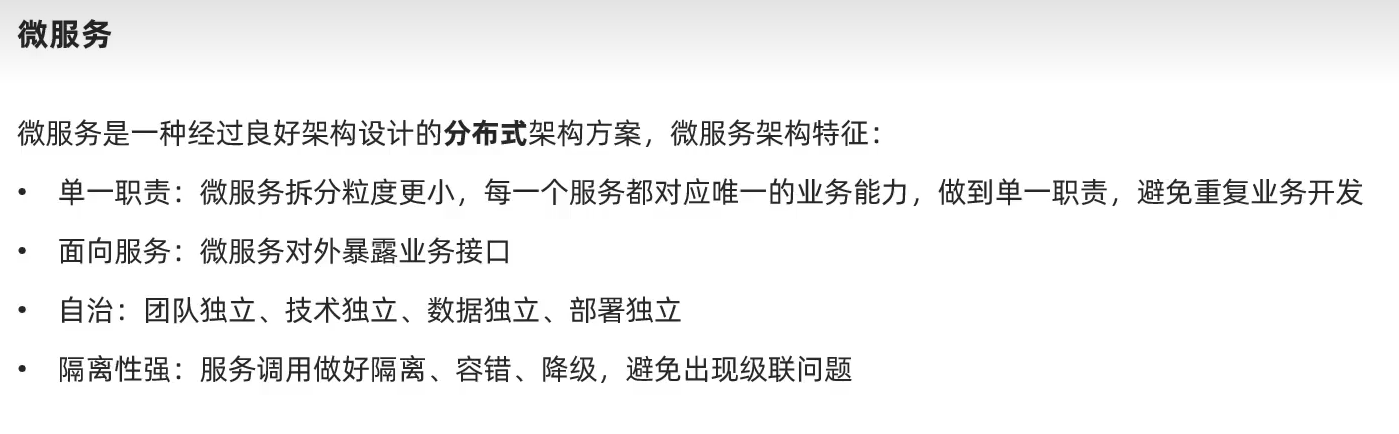 微服务
微服务是一种经过良好架构设计的分布式架构方案，微服务架构特征：
• 单一职责：微服务拆分粒度更小，每一个服务都对应唯一的业务能力，做到单一职责，避免重复业务开发
• 面向服务：微服务对外暴露业务接口
• 自治：团队独立、技术独立、数据独立、部署独立
• 隔离性强：服务调用做好隔离、容错、降级，避免出现级联问题